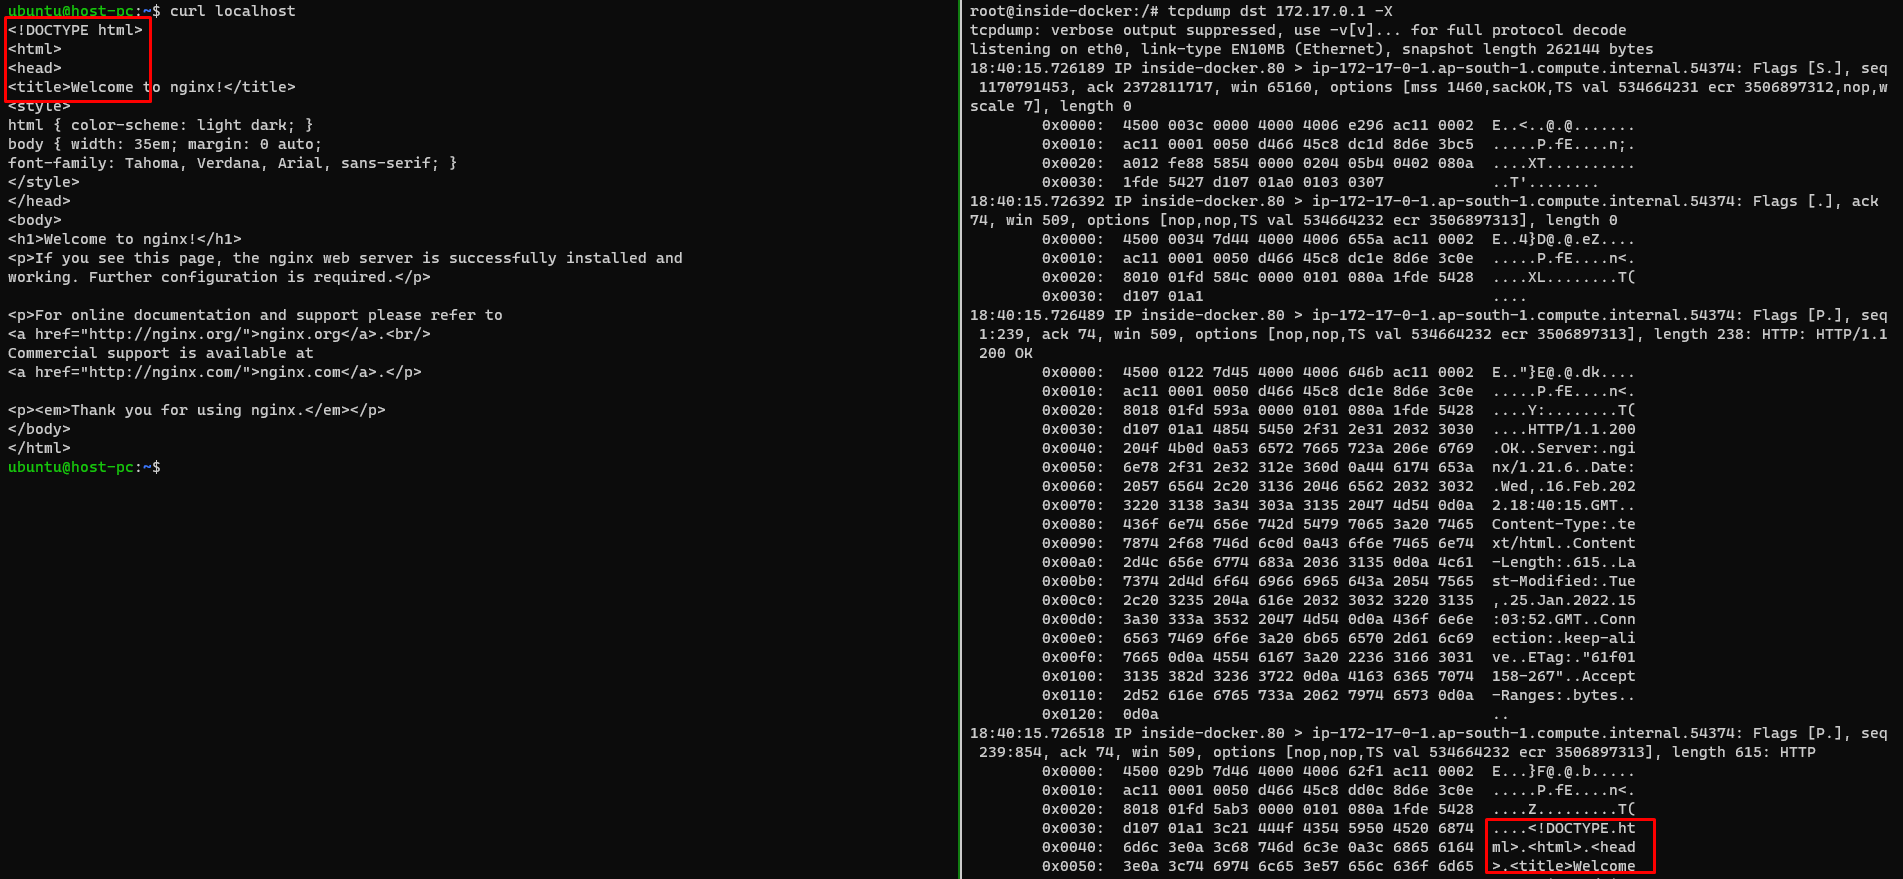 ubuntu@host-pc:~$ curl localhost
<!DOCTYPE html>
<html>
<head>
<title>Welcome to nginx!</title>
<style>
html { color-scheme: light dark; }
body { width: 35em; margin: 0 auto;
font-family: Tahoma, Verdana, Arial, sans-serif; }
</style>
</head>
<body>
<h1>Welcome to nginx!</h1>
<p>If you see this page, the nginx web server is successfully installed and
working. Further configuration is required.</p>
<p>For online documentation and support please refer to
<a href="http://nginx.org/">nginx.org</a>.<br/>
Commercial support is available at
<a href="http://nginx.com/">nginx.com</a>.</p>
<p><em>Thank you for using nginx.</em></p>
</body>
</html>
ubuntu@host-pc:~$
root@inside-docker:/# tcpdump dst 172.17.0.1 -X
tcpdump: verbose output suppressed, use -v[v]... for full protocol decode
listening on eth0, link-type EN10MB (Ethernet), snapshot length 262144 bytes
18:40:15.726189 IP inside-docker.80 > ip-172-17-0-1.ap-south-1.compute.internal.54374: Flags [S.], seq
1170791453, ack 2372811717, win 65160, options [mss 1460,sackOK,TS val 534664231 ecr 3506897312,nop,w
scale 7], length 0
0x0000: 4500 003c 0000 4000 4006 e296 ac11 0002 E..<..@.@.......
0x0010: ac11 0001 0050 d466 45c8 dc1d 8d6e 3bc5 .....P.fE....n;.
0x0020: a012 fe88 5854 0000 0204 05b4 0402 080a ....XT..........
0x0030: 1fde 5427 d107 01a0 0103 0307 ..T'........
18:40:15.726392 IP inside-docker.80 > ip-172-17-0-1.ap-south-1.compute.internal.54374: Flags [.], ack
74, win 509, options [nop,nop,TS val 534664232 ecr 3506897313], length 0
0x0000: 4500 0034 7d44 4000 4006 655a ac11 0002 E..4}D@.@.eZ....
0x0010: ac11 0001 0050 d466 45c8 dc1e 8d6e 3c0e .....P.fE....n<.
0x0020: 8010 01fd 584c 0000 0101 080a 1fde 5428 ....XL........T(
0x0030: d107 01a1 ....
18:40:15.726489 IP inside-docker.80 > ip-172-17-0-1.ap-south-1.compute.internal.54374: Flags [P.], seq
1:239, ack 74, win 509, options [nop,nop,TS val 534664232 ecr 3506897313], length 238: HTTP: HTTP/1.1
200 OK
0x0000: 4500 0122 7d45 4000 4006 646b ac11 0002 E.."}E@.@.dk....
0x0010: ac11 0001 0050 d466 45c8 dc1e 8d6e 3c0e .....P.fE....n<.
0x0020: 8018 01fd 593a 0000 0101 080a 1fde 5428 ....Y:........T(
0x0030: d107 01a1 4854 5450 2f31 2e31 2032 3030 ....HTTP/1.1.200
0x0040: 204f 4b0d 0a53 6572 7665 723a 206e 6769 .OK..Server:.ngi
0x0050: 6e78 2f31 2e32 312e 360d 0a44 6174 653a nx/1.21.6..Date:
0x0060: 2057 6564 2c20 3136 2046 6562 2032 3032 .Wed,.16.Feb.202
0x0070: 3220 3138 3a34 303a 3135 2047 4d54 0d0a 2.18:40:15.GMT..
0x0080: 436f 6e74 656e 742d 5479 7065 3a20 7465 Content-Type:.te
0x0090: 7874 2f68 746d 6c0d 0a43 6f6e 7465 6e74 xt/html..Content
0x00a0: 2d4c 656e 6774 683a 2036 3135 0d0a 4c61 -Length:.615..La
0x00b0: 7374 2d4d 6f64 6966 6965 643a 2054 7565 st-Modified:.Tue
0x00c0: 2c20 3235 204a 616e 2032 3032 3220 3135 ,.25.Jan.2022.15
0x00d0: 3a30 333a 3532 2047 4d54 0d0a 436f 6e6e :03:52.GMT..Conn
0x00e0: 6563 7469 6f6e 3a20 6b65 6570 2d61 6c69 ection:.keep-ali
0x00f0: 7665 0d0a 4554 6167 3a20 2236 3166 3031 ve..ETag:."61f01
0x0100: 3135 382d 3236 3722 0d0a 4163 6365 7074 158-267"..Accept
0x0110: 2d52 616e 6765 733a 2062 7974 6573 0d0a -Ranges:.bytes..
0x0120: 0d0a ..
18:40:15.726518 IP inside-docker.80 > ip-172-17-0-1.ap-south-1.compute.internal.54374: Flags [P.], seq
239:854, ack 74, win 509, options [nop,nop,TS val 534664232 ecr 3506897313], length 615: HTTP
0x0000: 4500 029b 7d46 4000 4006 62f1 ac11 0002 E...}F@.@.b.....
0x0010: ac11 0001 0050 d466 45c8 dd0c 8d6e 3c0e .....P.fE....n<.
0x0020: 8018 01fd 5ab3 0000 0101 080a 1fde 5428 ....Z.........T(
0x0030: d107 01a1 3c21 444f 4354 5950 4520 6874 ....<!DOCTYPE.ht
0x0040: 6d6c 3e0a 3c68 746d 6c3e 0a3c 6865 6164 ml>.<html>.<head
0x0050: 3e0a 3c74 6974 6c65 3e57 656c 636f 6d65 >.<title>Welcome